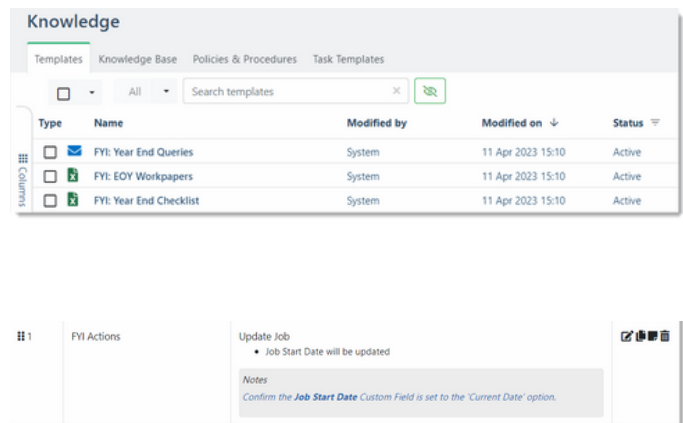 Knowledge
Templates Knowledge Base Policies & Procedures Task Templates
All Search templates
Type Name Modified by Modified on Status
FYI: Year End Queries System 11 Apr 2023 15:10 Active
FYI: EOY Workpapers System 11 Apr 2023 15:10 Active
FYI: Year End Checklist System 11 Apr 2023 15:10 Active
Columns
1 FYI Actions Update Job
• Job Start Date will be updated
Notes
Confirm the Job Start Date Custom Field is set to the 'Current Date' option.